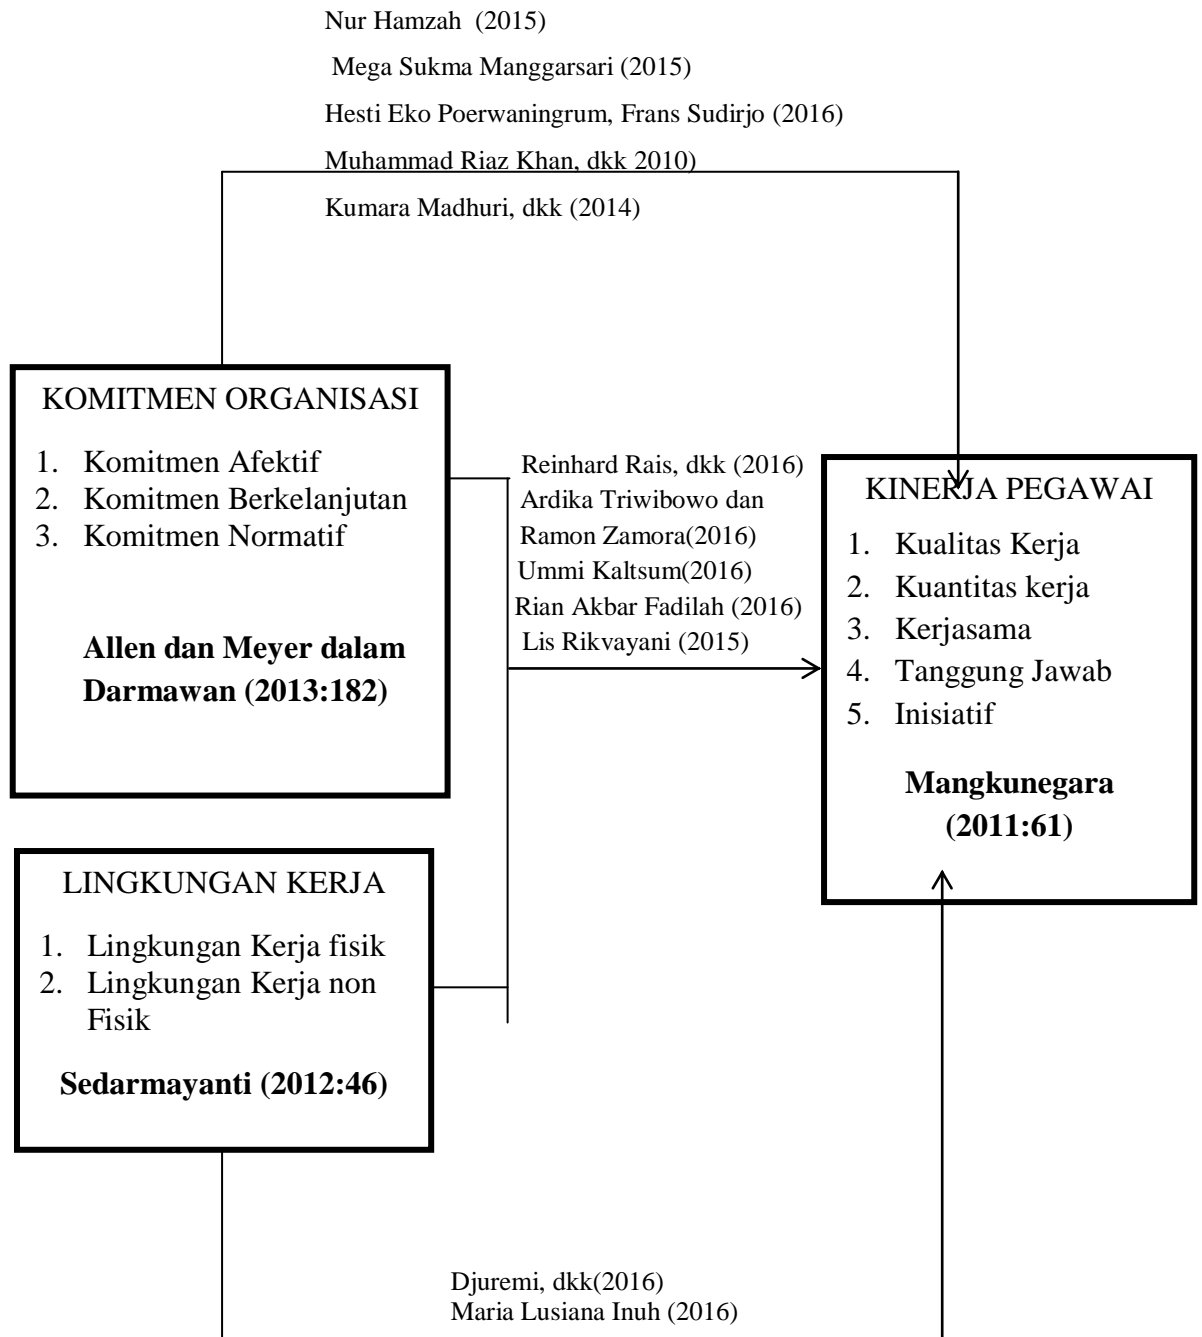 Nur Hamzah (2015)
Mega Sukma Manggarsari (2015)
Hesti Eko Poerwaningrum, Frans Sudirjo (2016)
Muhammad Riaz Khan, dkk 2010)
Kumara Madhuri, dkk (2014)
KOMITMEN ORGANISASI
1. Komitmen Afektif
2. Komitmen Berkelanjutan
3. Komitmen Normatif
Allen dan Meyer dalam
Darmawan (2013:182)
Reinhard Rais, dkk (2016)
Ardika Triwibowo dan
Ramon Zamora(2016)
Ummi Kaltsum(2016)
Rian Akbar Fadilah (2016)
Lis Rikvayani (2015)
KINERJA PEGAWAI
1. Kualitas Kerja
2. Kuantitas kerja
3. Kerjasama
4. Tanggung Jawab
5. Inisiatif
Mangkunegara
(2011:61)
LINGKUNGAN KERJA
1. Lingkungan Kerja fisik
2. Lingkungan Kerja non
Fisik
Sedarmayanti (2012:46)
Djuremi, dkk(2016)
Maria Lusiana Inuh (2016)